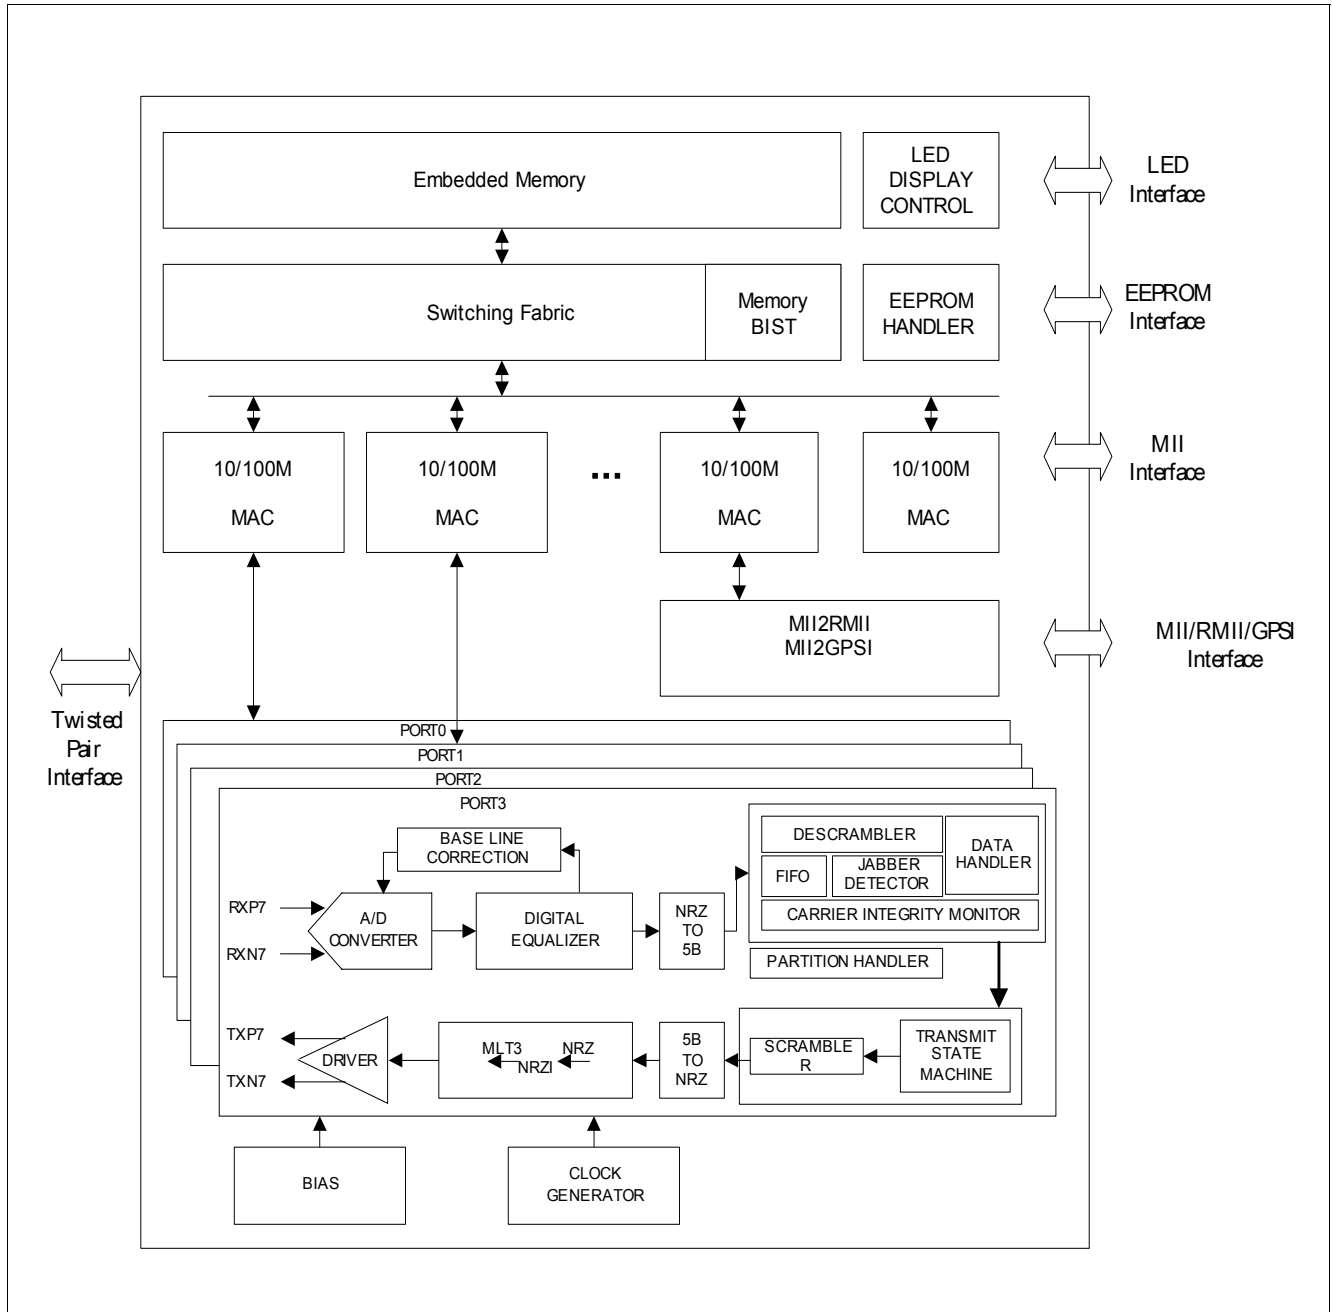 Embedded Memory
LED
DISPLAY
CONTROL
LED
Interface
Switching Fabric
Memory
BIST
EEPROM
HANDLER
EEPROM
Interface
10/100M
MAC
10/100M
MAC
...
10/100M
MAC
10/100M
MAC
MII
Interface
MII2RMII
MII2GPSI
MII/RMII/GPSI
Interface
Twisted
Pair
Interface
PORT0
PORT1
PORT2
PORT3
BASE LINE
CORRECTION
RXP7
RXN7
A/D
CONVERTER
DIGITAL
EQUALIZER
NRZ
TO
5B
DESCRAMBLER
FIFO
JABBER
DETECTOR
DATA
HANDLER
CARRIER INTEGRITY MONITOR
PARTITION HANDLER
TXP7
TXN7
DRIVER
MLT3
NRZI
NRZ
5B
TO
NRZ
SCRAMBLE
R
TRANSMIT
STATE
MACHINE
BIAS
CLOCK
GENERATOR